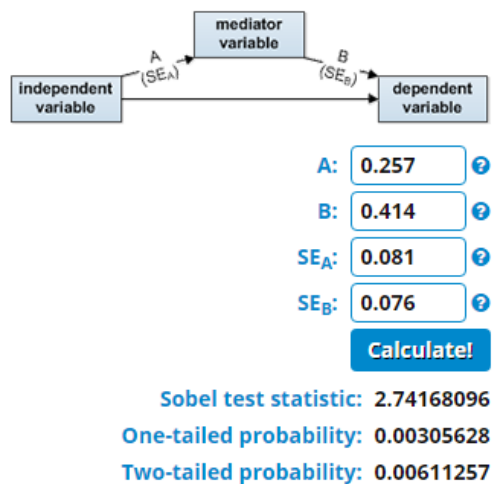 mediator
variable
A
(SEA)
B
(SEB)
independent
variable
dependent
variable
A: 0.257
B: 0.414
SEA: 0.081
SEB: 0.076
Calculate!
Sobel test statistic: 2.74168096
One-tailed probability: 0.00305628
Two-tailed probability: 0.00611257